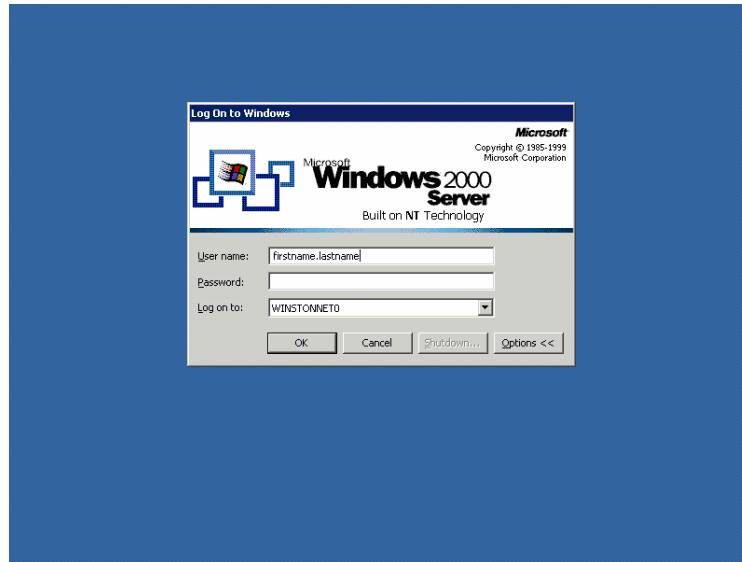 Log On to Windows
Microsoft
Copyright © 1985-1999
Microsoft Corporation
Microsoft
Windows 2000
Server
Built on NT Technology
User name: firstname.lastname
Password:
Log on to: WINSTONNET0
OK Cancel Shutdown... Options <<